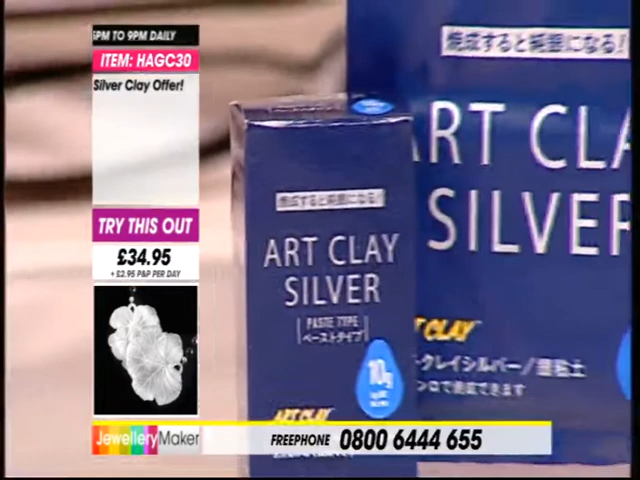 5PM TO 9PM DAILY
ITEM: HAGC30
Silver Clay Offer!
TRY THIS OUT
£34.95
+ £2.95 P&P PER DAY
焼成すると純銀になる!
ART CLAY
SILVER
PASTE TYPE
ペーストタイプ
10g
ART CLAY
焼成すると純銀になる!
ART CLA
SILVER
T CLAY
クレイシルバー/銀粘土
ンロで焼成できます
JewelleryMaker
FREEPHONE 0800 6444 655